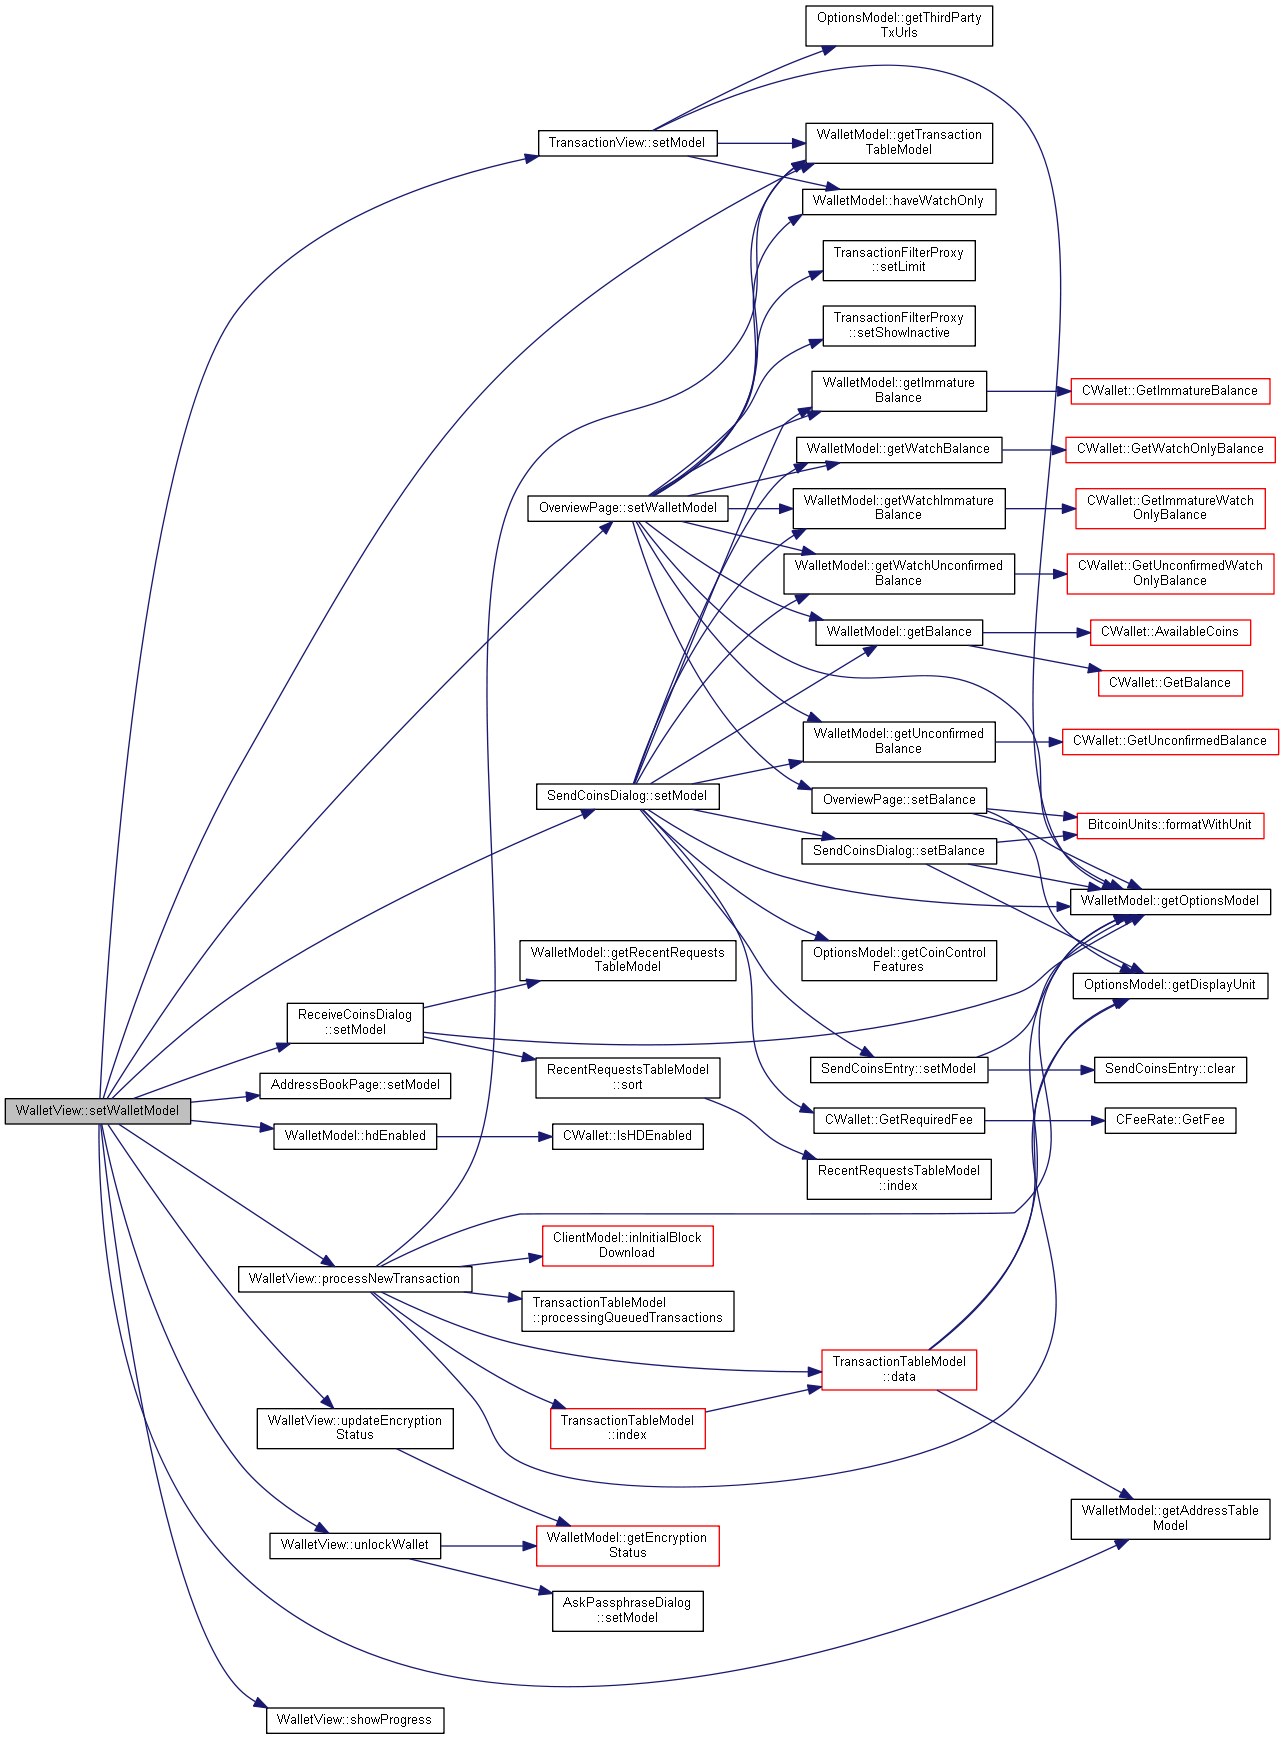 OptionsModel::getThirdParty
TxUrls
TransactionView::setModel
WalletModel::getTransaction
TableModel
WalletModel::haveWatchOnly
TransactionFilterProxy
::setLimit
TransactionFilterProxy
::setShowInactive
WalletModel::getImmature
Balance
CWallet::GetImmatureBalance
WalletModel::getWatchBalance
CWallet::GetWatchOnlyBalance
OverviewPage::setWalletModel
WalletModel::getWatchImmature
Balance
CWallet::GetImmatureWatch
OnlyBalance
WalletModel::getWatchUnconfirmed
Balance
CWallet::GetUnconfirmedWatch
OnlyBalance
WalletModel::getBalance
CWallet::AvailableCoins
CWallet::GetBalance
WalletModel::getUnconfirmed
Balance
CWallet::GetUnconfirmedBalance
SendCoinsDialog::setModel
OverviewPage::setBalance
BitcoinUnits::formatWithUnit
SendCoinsDialog::setBalance
WalletModel::getOptionsModel
WalletModel::getRecentRequests
TableModel
OptionsModel::getCoinControl
Features
OptionsModel::getDisplayUnit
ReceiveCoinsDialog
::setModel
RecentRequestsTableModel
::sort
SendCoinsEntry::setModel
SendCoinsEntry::clear
AddressBookPage::setModel
WalletView::setWalletModel
WalletModel::hdEnabled
CWallet::IsHDEnabled
CWallet::GetRequiredFee
CFeeRate::GetFee
RecentRequestsTableModel
::index
ClientModel::inInitialBlock
Download
WalletView::processNewTransaction
TransactionTableModel
::processingQueuedTransactions
TransactionTableModel
::data
WalletView::updateEncryption
Status
TransactionTableModel
::index
WalletModel::getAddressTable
Model
WalletView::unlockWallet
WalletModel::getEncryption
Status
AskPassphraseDialog
::setModel
WalletView::showProgress